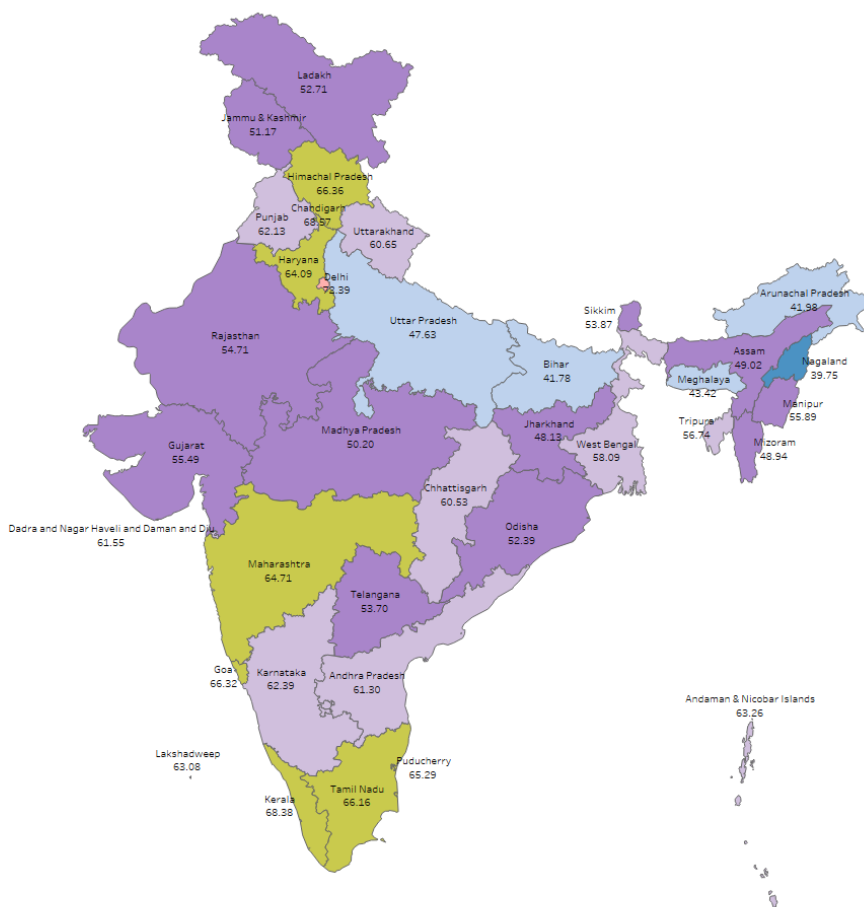 Ladakh
52.71
Jammu & Kashmir
51.17
Himachal Pradesh
66.36
Chandigarh
68.57
Punjab
62.13
Uttarakhand
60.65
Haryana
64.09
Delhi
72.39
Arunachal Pradesh
41.98
Sikkim
53.87
Uttar Pradesh
47.63
Rajasthan
54.71
Assam
49.02
Nagaland
39.75
Bihar
41.78
Meghalaya
43.42
Manipur
55.89
Tripura
56.74
Mizoram
48.94
Jharkhand
48.13
West Bengal
58.09
Madhya Pradesh
50.20
Gujarat
55.49
Chhattisgarh
60.53
Dadra and Nagar Haveli and Daman and Diu
61.55
Odisha
52.39
Maharashtra
64.71
Telangana
53.70
Goa
66.32
Karnataka
62.39
Andhra Pradesh
61.30
Andaman & Nicobar Islands
63.26
Lakshadweep
63.08
Puducherry
65.29
Tamil Nadu
66.16
Kerala
68.38